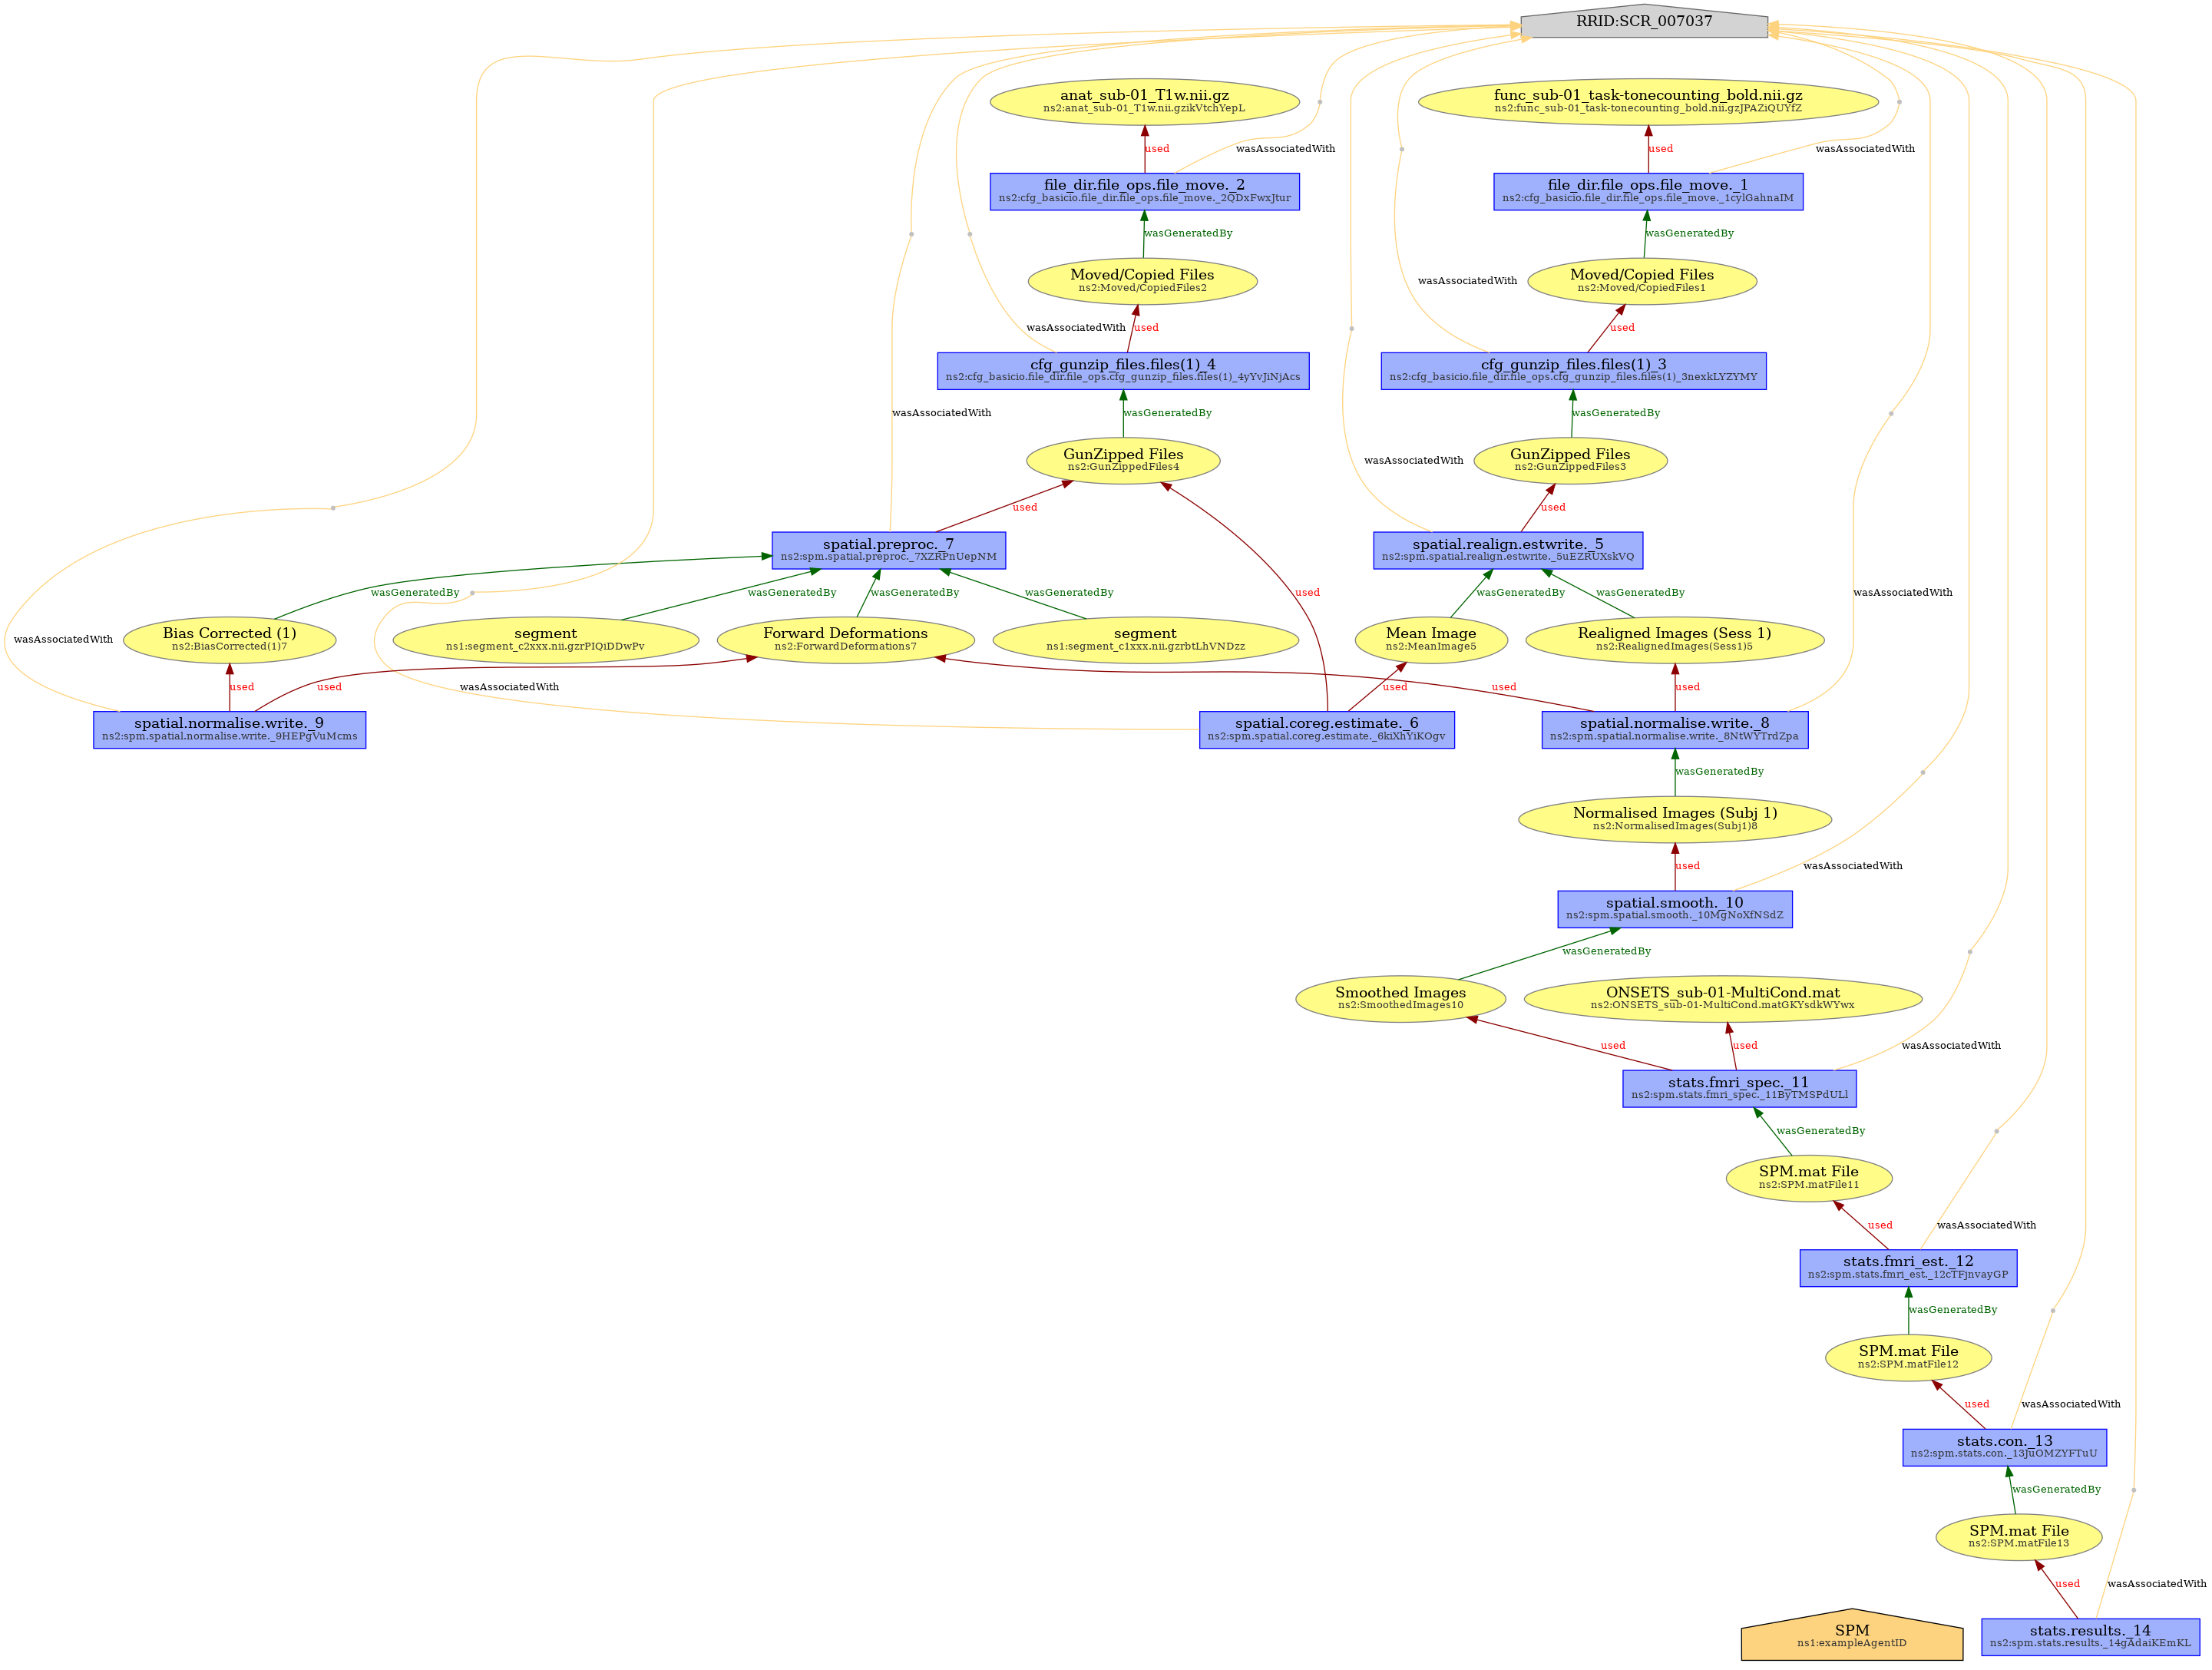 RRID:SCR_007037
anat_sub-01_T1w.nii.gz
ns2:anat_sub-01_T1w.nii.gzikVtchYepL
func_sub-01_task-tonecounting_bold.nii.gz
ns2:func_sub-01_task-tonecounting_bold.nii.gzJPAZiQUYfZ
used
wasAssociatedWith
used
wasAssociatedWith
file_dir.file_ops.file_move._2
ns2:cfg_basicio.file_dir.file_ops.file_move._2QDxFwxJtur
file_dir.file_ops.file_move._1
ns2:cfg_basicio.file_dir.file_ops.file_move._1cylGahnaIM
wasGeneratedBy
wasGeneratedBy
Moved/Copied Files
ns2:Moved/CopiedFiles2
Moved/Copied Files
ns2:Moved/CopiedFiles1
wasAssociatedWith
used
wasAssociatedWith
used
cfg_gunzip_files.files(1)_4
ns2:cfg_basicio.file_dir.file_ops.cfg_gunzip_files.files(1)_4yYvJiNjAcs
cfg_gunzip_files.files(1)_3
ns2:cfg_basicio.file_dir.file_ops.cfg_gunzip_files.files(1)_3nexkLYZYMY
wasAssociatedWith
wasGeneratedBy
wasGeneratedBy
GunZipped Files
ns2:GunZippedFiles4
GunZipped Files
ns2:GunZippedFiles3
wasAssociatedWith
used
used
spatial.preproc._7
ns2:spm.spatial.preproc._7XZRPnUepNM
spatial.realign.estwrite._5
ns2:spm.spatial.realign.estwrite._5uEZRUXskVQ
wasGeneratedBy
wasGeneratedBy
wasGeneratedBy
wasGeneratedBy
used
wasGeneratedBy
wasGeneratedBy
wasAssociatedWith
wasAssociatedWith
Bias Corrected (1)
ns2:BiasCorrected(1)7
segment
ns1:segment_c2xxx.nii.gzrPIQiDDwPv
Forward Deformations
ns2:ForwardDeformations7
segment
ns1:segment_c1xxx.nii.gzrbtLhVNDzz
Mean Image
ns2:MeanImage5
Realigned Images (Sess 1)
ns2:RealignedImages(Sess1)5
used
used
wasAssociatedWith
used
used
used
spatial.normalise.write._9
ns2:spm.spatial.normalise.write._9HEPgVuMcms
spatial.coreg.estimate._6
ns2:spm.spatial.coreg.estimate._6kiXhYiKOgv
spatial.normalise.write._8
ns2:spm.spatial.normalise.write._8NtWYTrdZpa
wasGeneratedBy
Normalised Images (Subj 1)
ns2:NormalisedImages(Subj1)8
used
wasAssociatedWith
spatial.smooth._10
ns2:spm.spatial.smooth._10MgNoXfNSdZ
wasGeneratedBy
Smoothed Images
ns2:SmoothedImages10
ONSETS_sub-01-MultiCond.mat
ns2:ONSETS_sub-01-MultiCond.matGKYsdkWYwx
used
used
wasAssociatedWith
stats.fmri_spec._11
ns2:spm.stats.fmri_spec._11ByTMSPdULl
wasGeneratedBy
SPM.mat File
ns2:SPM.matFile11
used
wasAssociatedWith
stats.fmri_est._12
ns2:spm.stats.fmri_est._12cTFjnvayGP
wasGeneratedBy
SPM.mat File
ns2:SPM.matFile12
used
wasAssociatedWith
stats.con._13
ns2:spm.stats.con._13JuOMZYFTuU
wasGeneratedBy
SPM.mat File
ns2:SPM.matFile13
used
wasAssociatedWith
SPM
ns1:exampleAgentID
stats.results._14
ns2:spm.stats.results._14gAdaiKEmKL